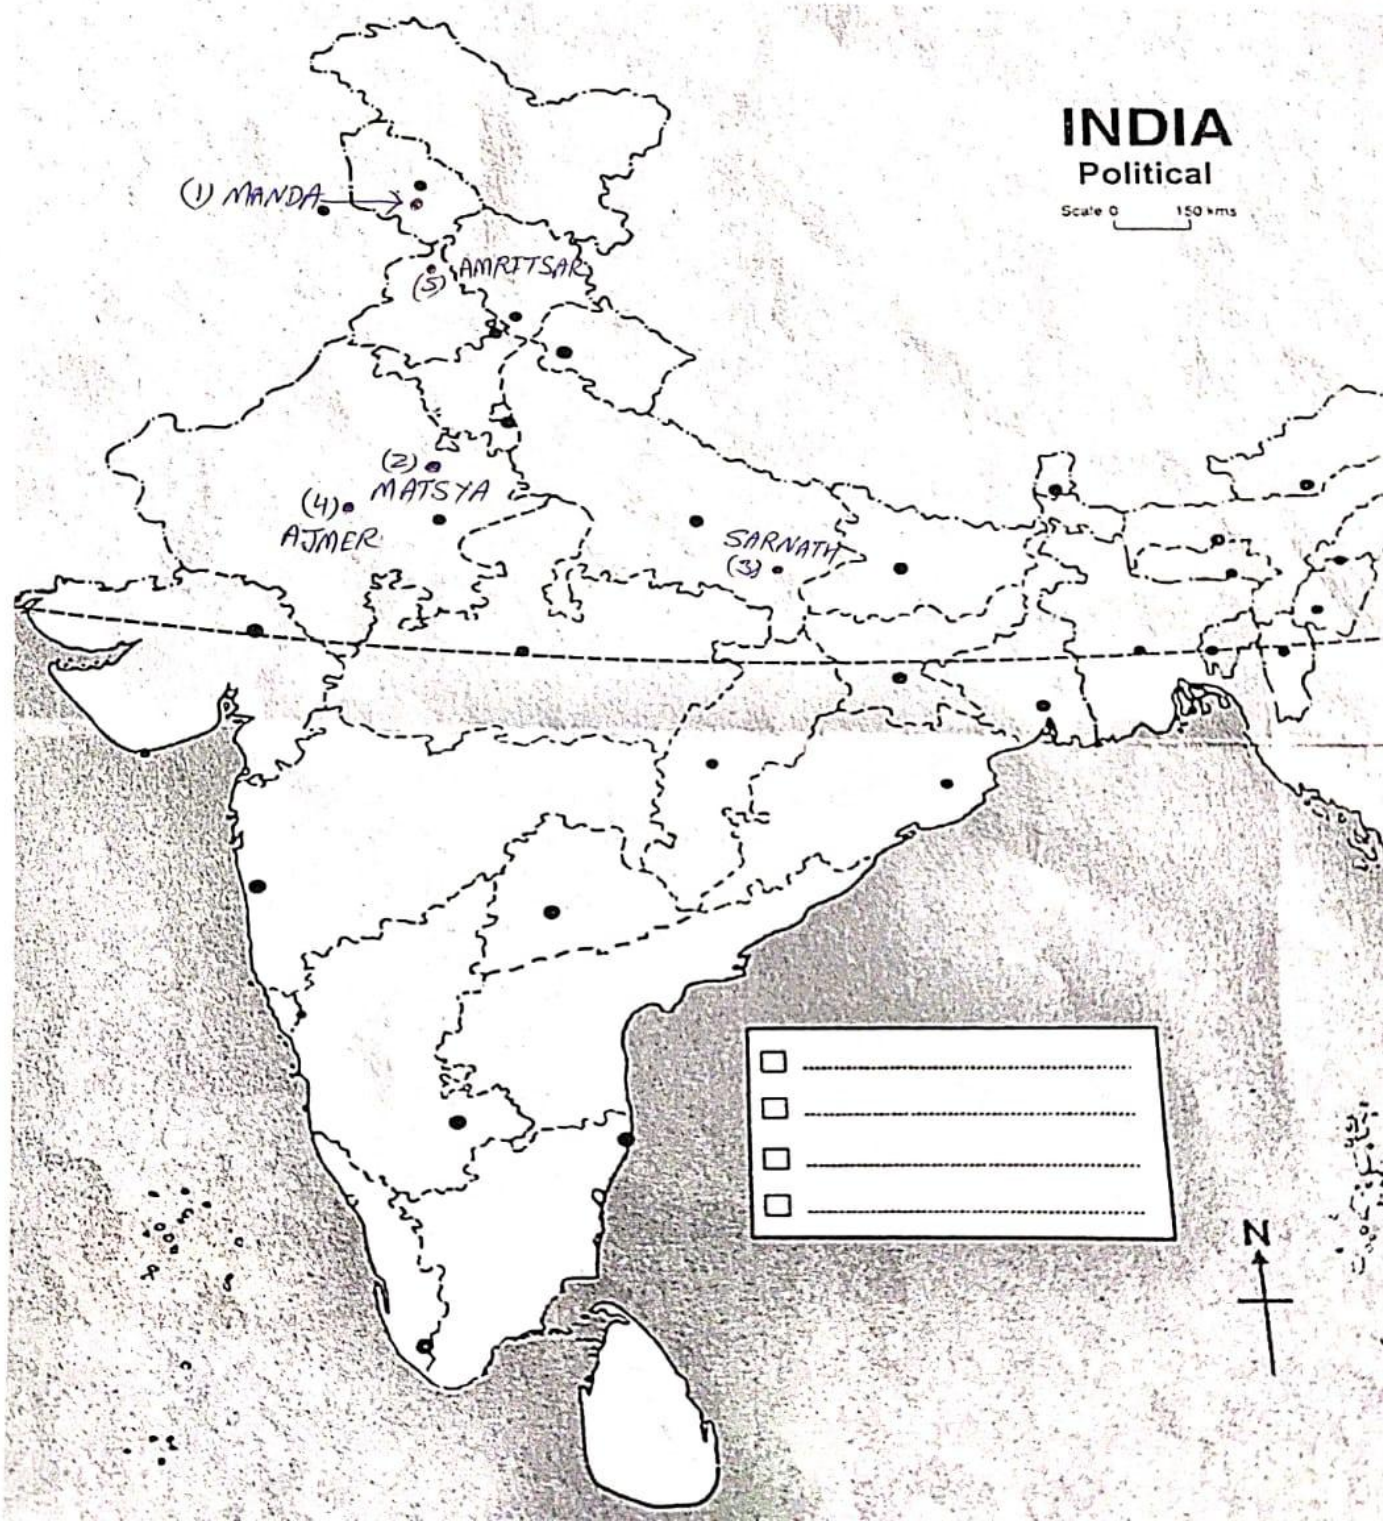 INDIA
Political
Scale 0 150 kms
(1) MANDA
AMRITSAR
(5)
(2)
MATSYA
(4)
AJMER
SARNATH
(3)
N